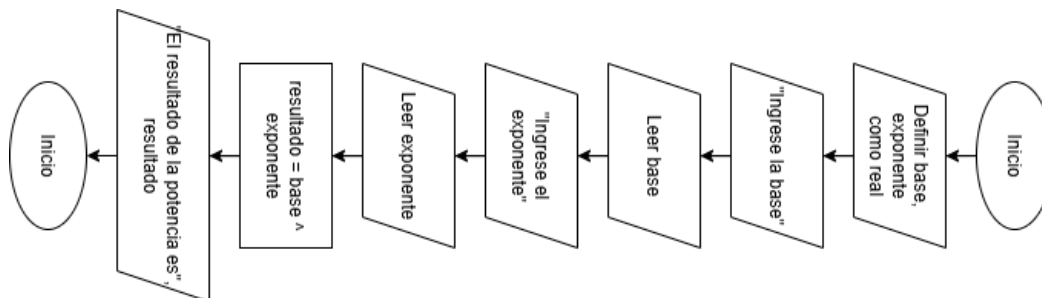 Inicio
Definir base,
exponente
como real
"Ingrese la base"
Leer base
"Ingrese el
exponente"
Leer exponente
resultado = base ^
exponente
"El resultado de la potencia es",
resultado
Inicio